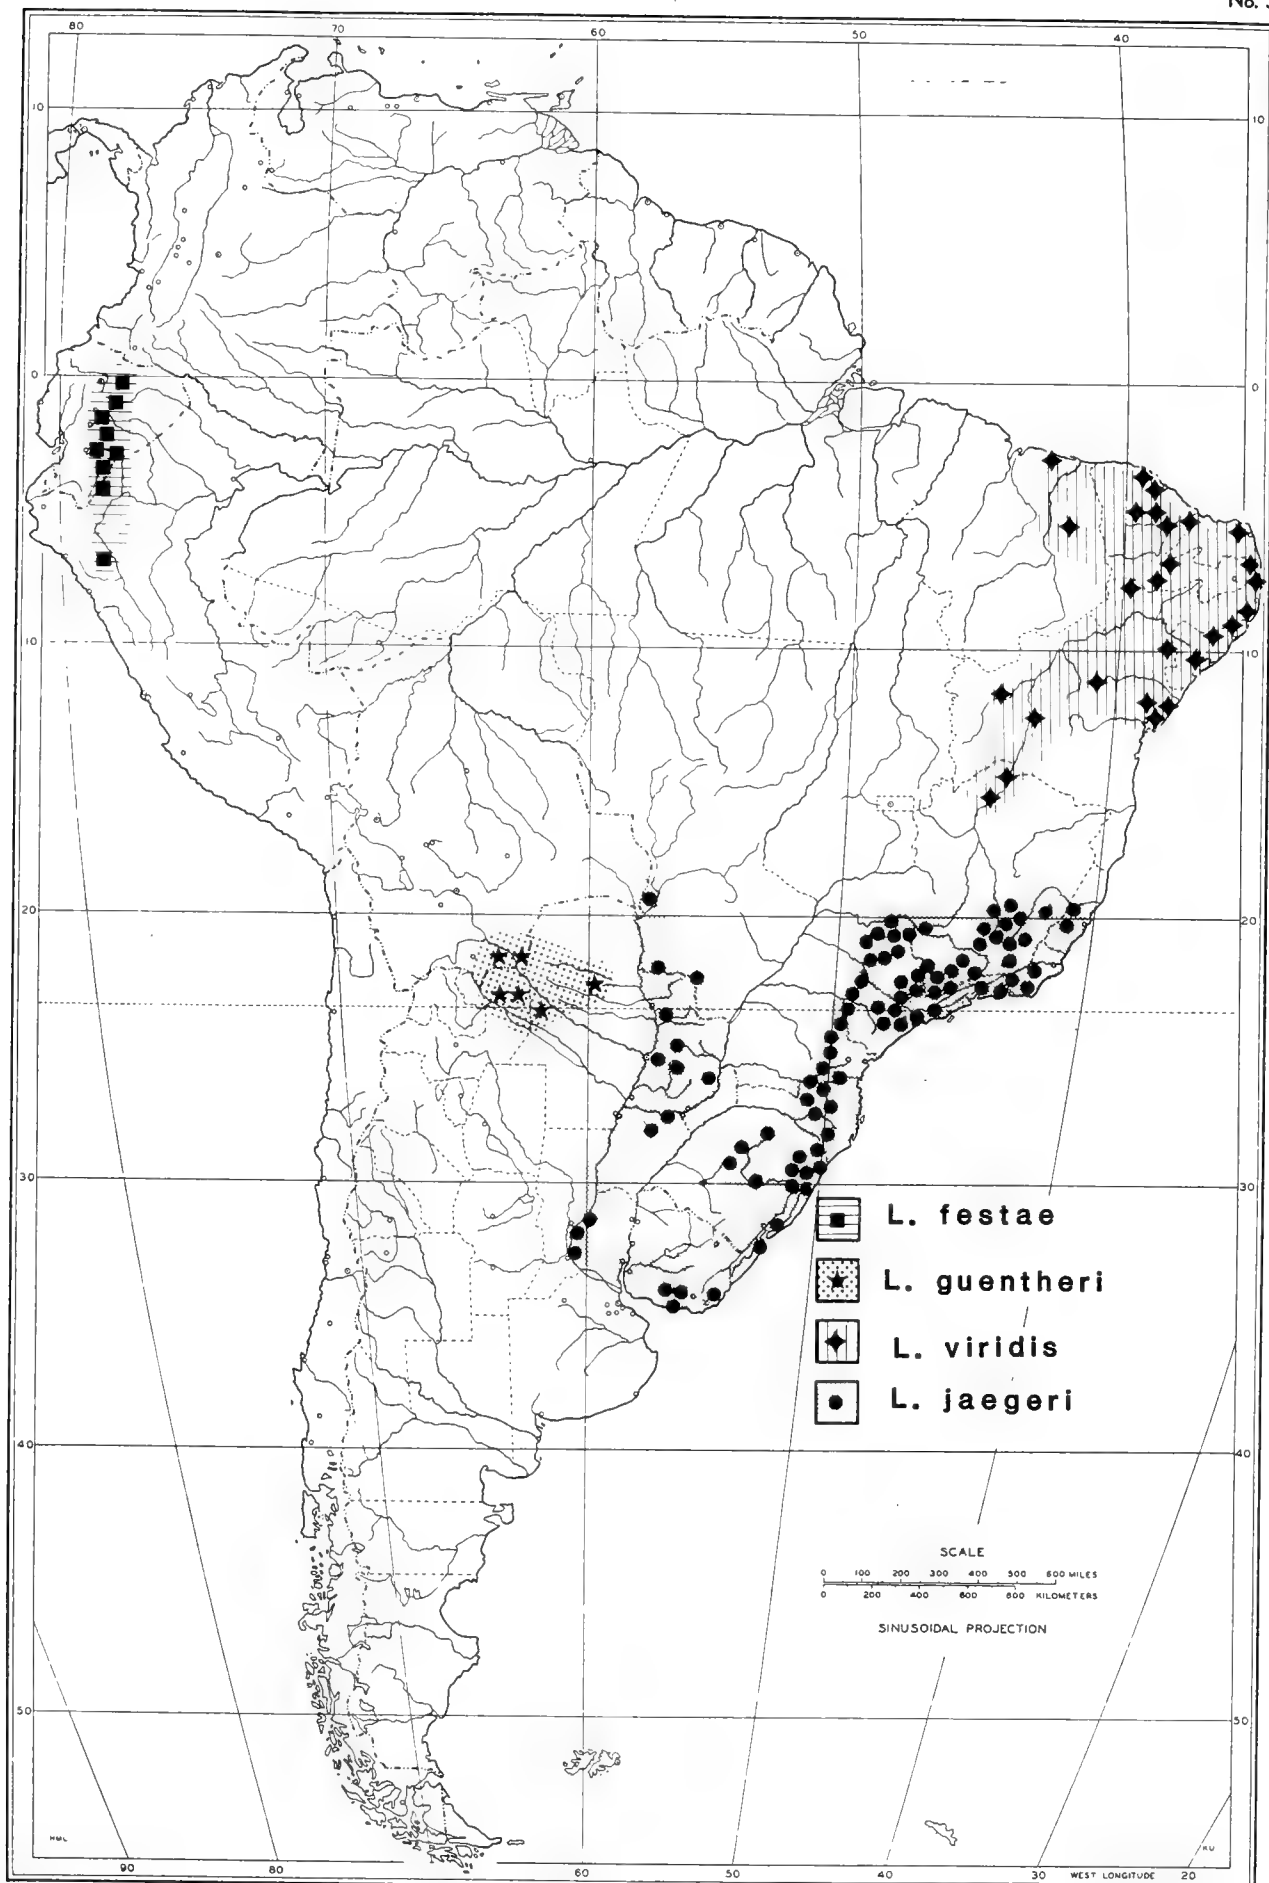 No.
80 70 60 50 40
10 10
0 0
10 10
20 20
30 30
L. festae
L. guentheri
L. viridis
L. jaegeri
40 40
SCALE
0 100 200 300 400 500 600 MILES
0 200 400 600 800 KILOMETERS
SINUSOIDAL PROJECTION
50 50
HML
KU
90 80 60 50 40 30 WEST LONGITUDE 20